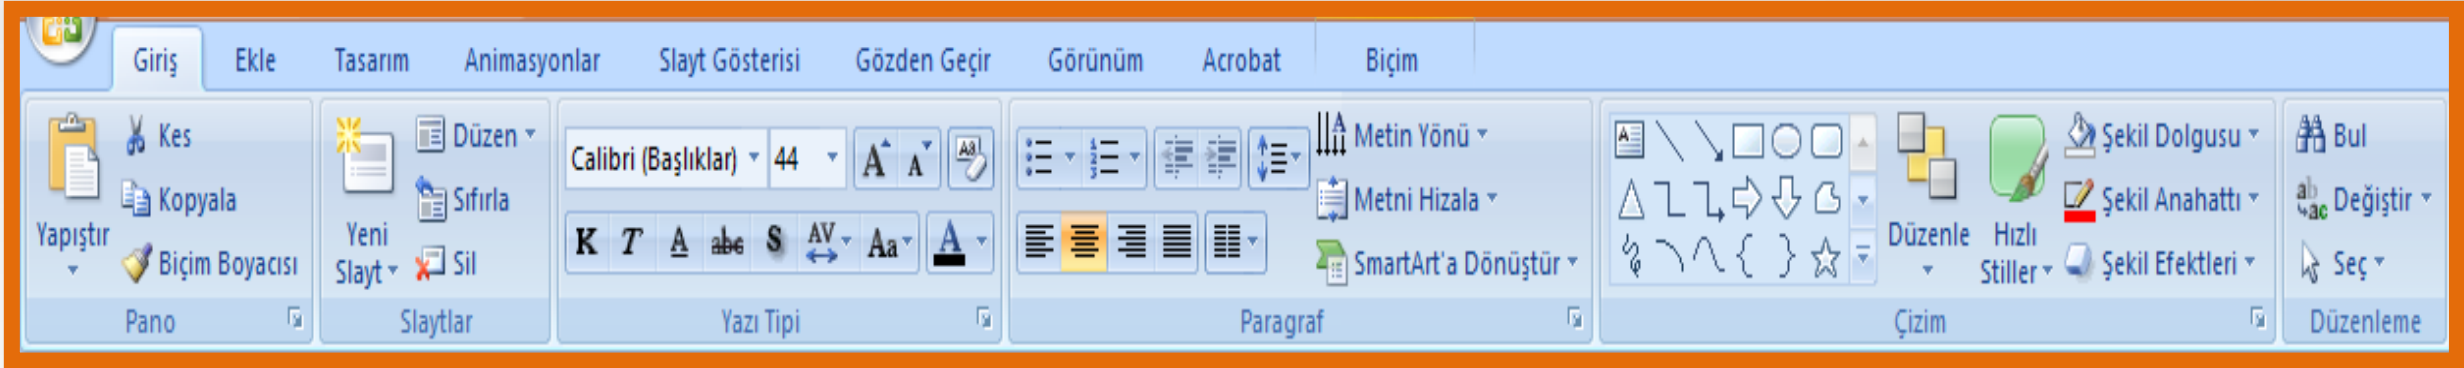 Giriş Ekle Tasarım Animasyonlar Slayt Gösterisi Gözden Geçir Görünüm Acrobat Biçim
Yapıştır
Kes
Kopyala
Biçim Boyacısı
Pano
Yeni
Slayt
Düzen
Sıfırla
Sil
Slaytlar
Calibri (Başlıklar) 44 A A Aa
K T A abc S AV Aa A
Yazı Tipi
Metin Yönü
Metni Hizala
SmartArt'a Dönüştür
Paragraf
Düzenle
Hızlı
Stiller
Şekil Dolgusu
Şekil Anahattı
Şekil Efektleri
Çizim
Bul
Değiştir
Seç
Düzenleme